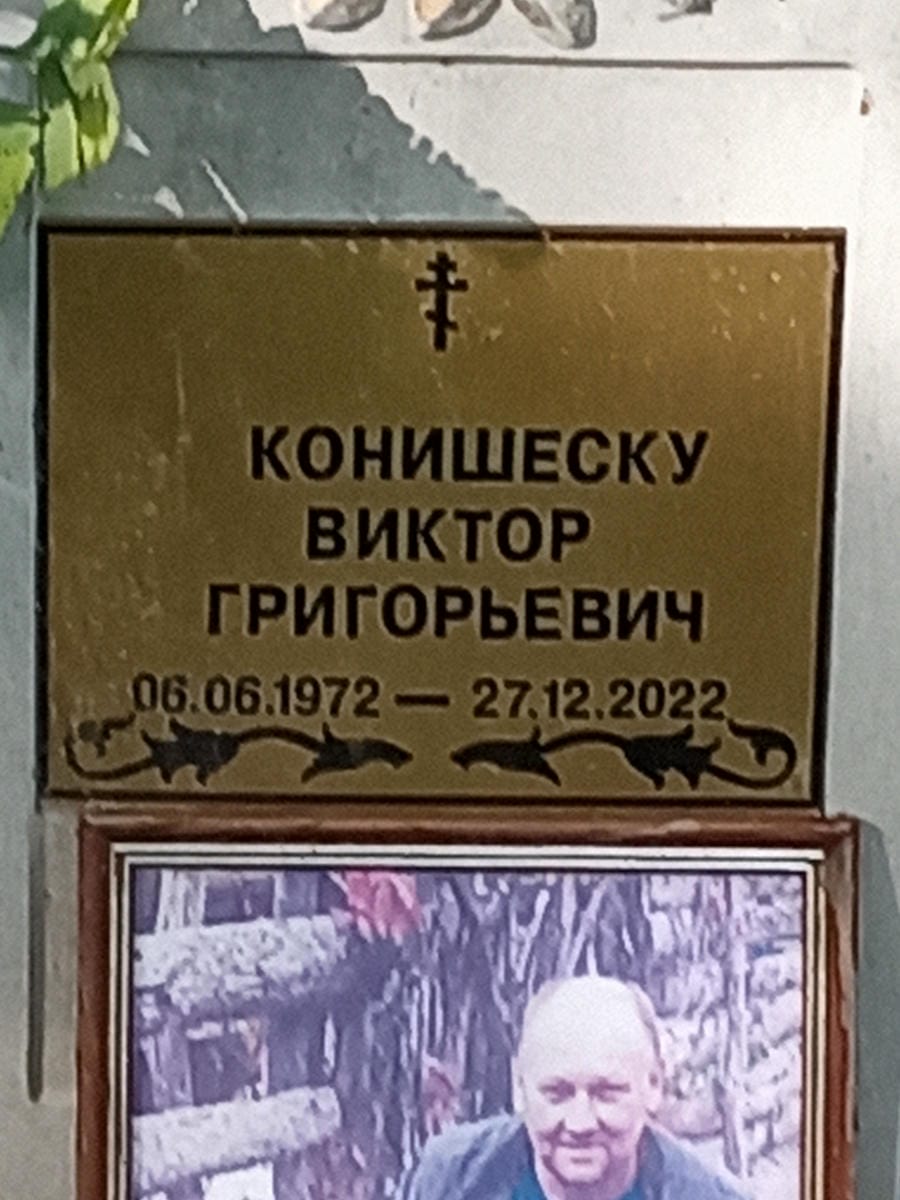 КОНИШЕСКУ
ВИКТОР
ГРИГОРЬЕВИЧ
06.06.1972 — 27.12.2022